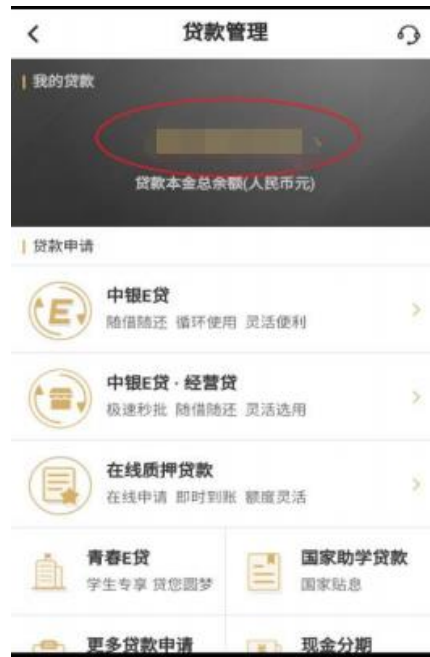 贷款管理
我的贷款
贷款本金总余额(人民币元)
贷款申请
中银E贷
随借随还 循环使用 灵活便利
中银E贷 · 经营贷
极速秒批 随借随还 灵活选用
在线质押贷款
在线申请 即时到账 额度灵活
青春E贷
学生专享 贷您圆梦
国家助学贷款
国家贴息
更多贷款申请
现金分期